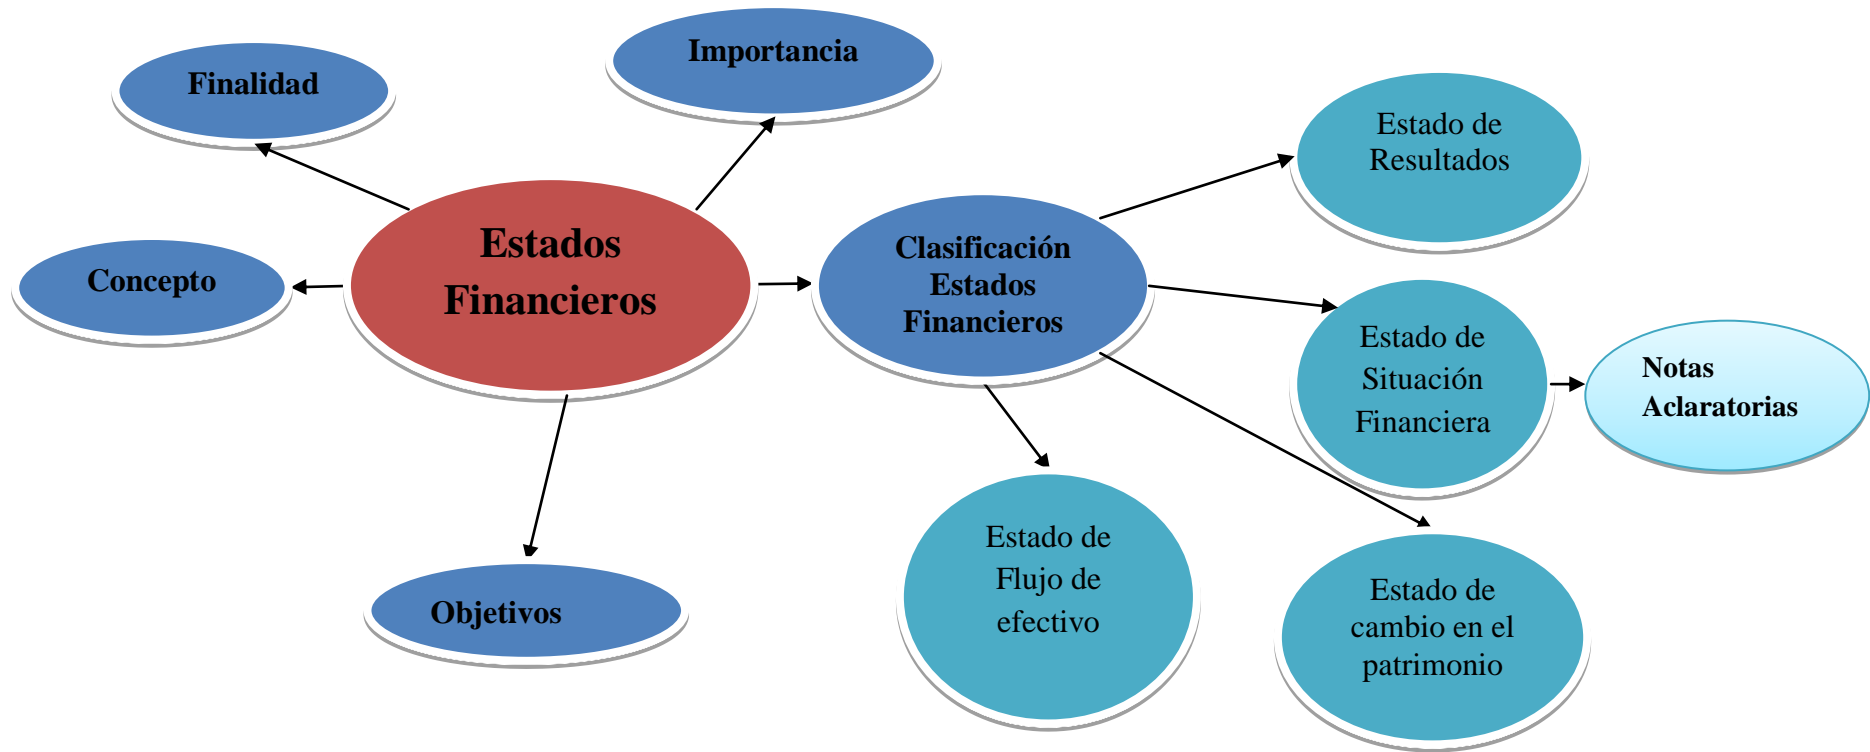 Importancia
Finalidad
Estado de
Resultados
Estados
Financieros
Clasificación
Estados
Financieros
Concepto
Estado de
Situación
Financiera
Notas
Aclaratorias
Estado de
Flujo de
efectivo
Estado de
cambio en el
patrimonio
Objetivos